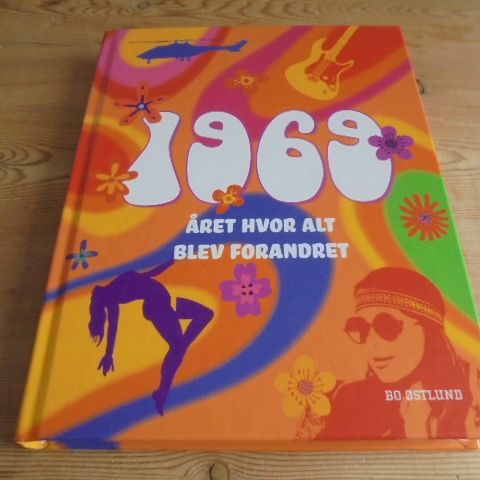 1969
ÅRET HVOR ALT
BLEV FORANDRET
BO ØSTLUND